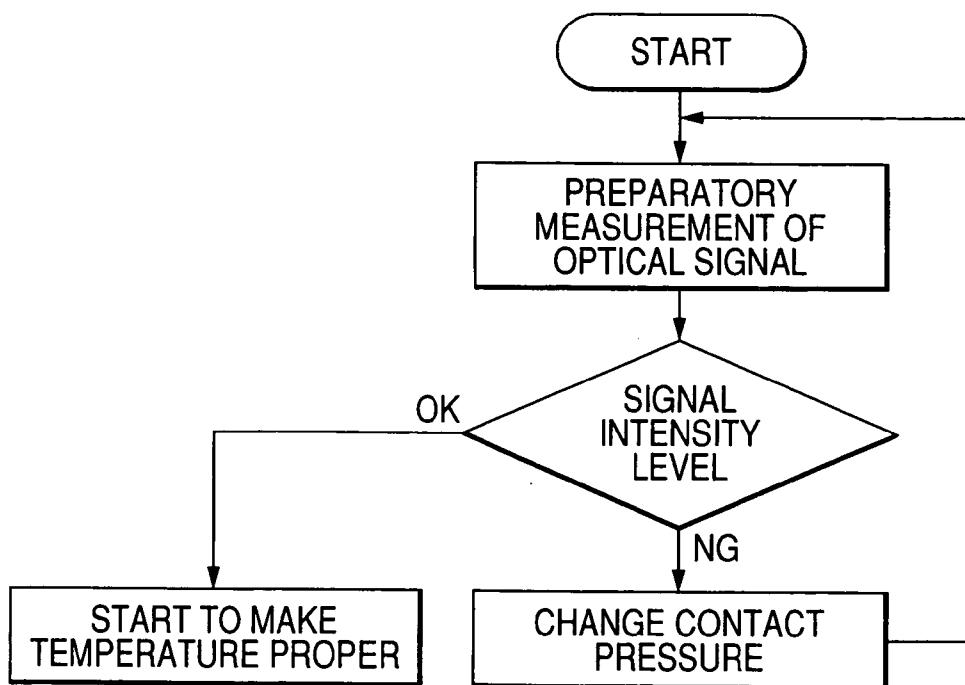 START
PREPARATORY
MEASUREMENT OF
OPTICAL SIGNAL
SIGNAL
INTENSITY
LEVEL
OK
NG
START TO MAKE
TEMPERATURE PROPER
CHANGE CONTACT
PRESSURE